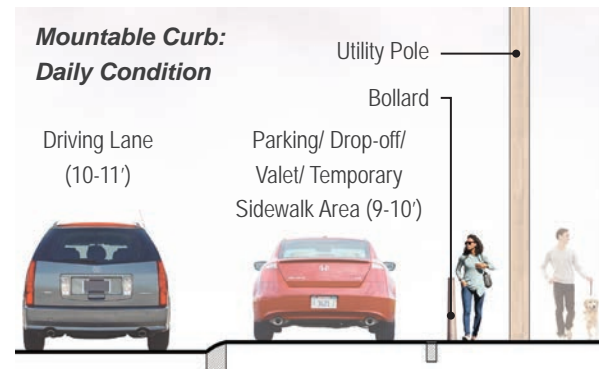 Mountable Curb:
Daily Condition
Utility Pole
Bollard
Driving Lane
(10-11’)
Parking/ Drop-off/
Valet/ Temporary
Sidewalk Area (9-10’)